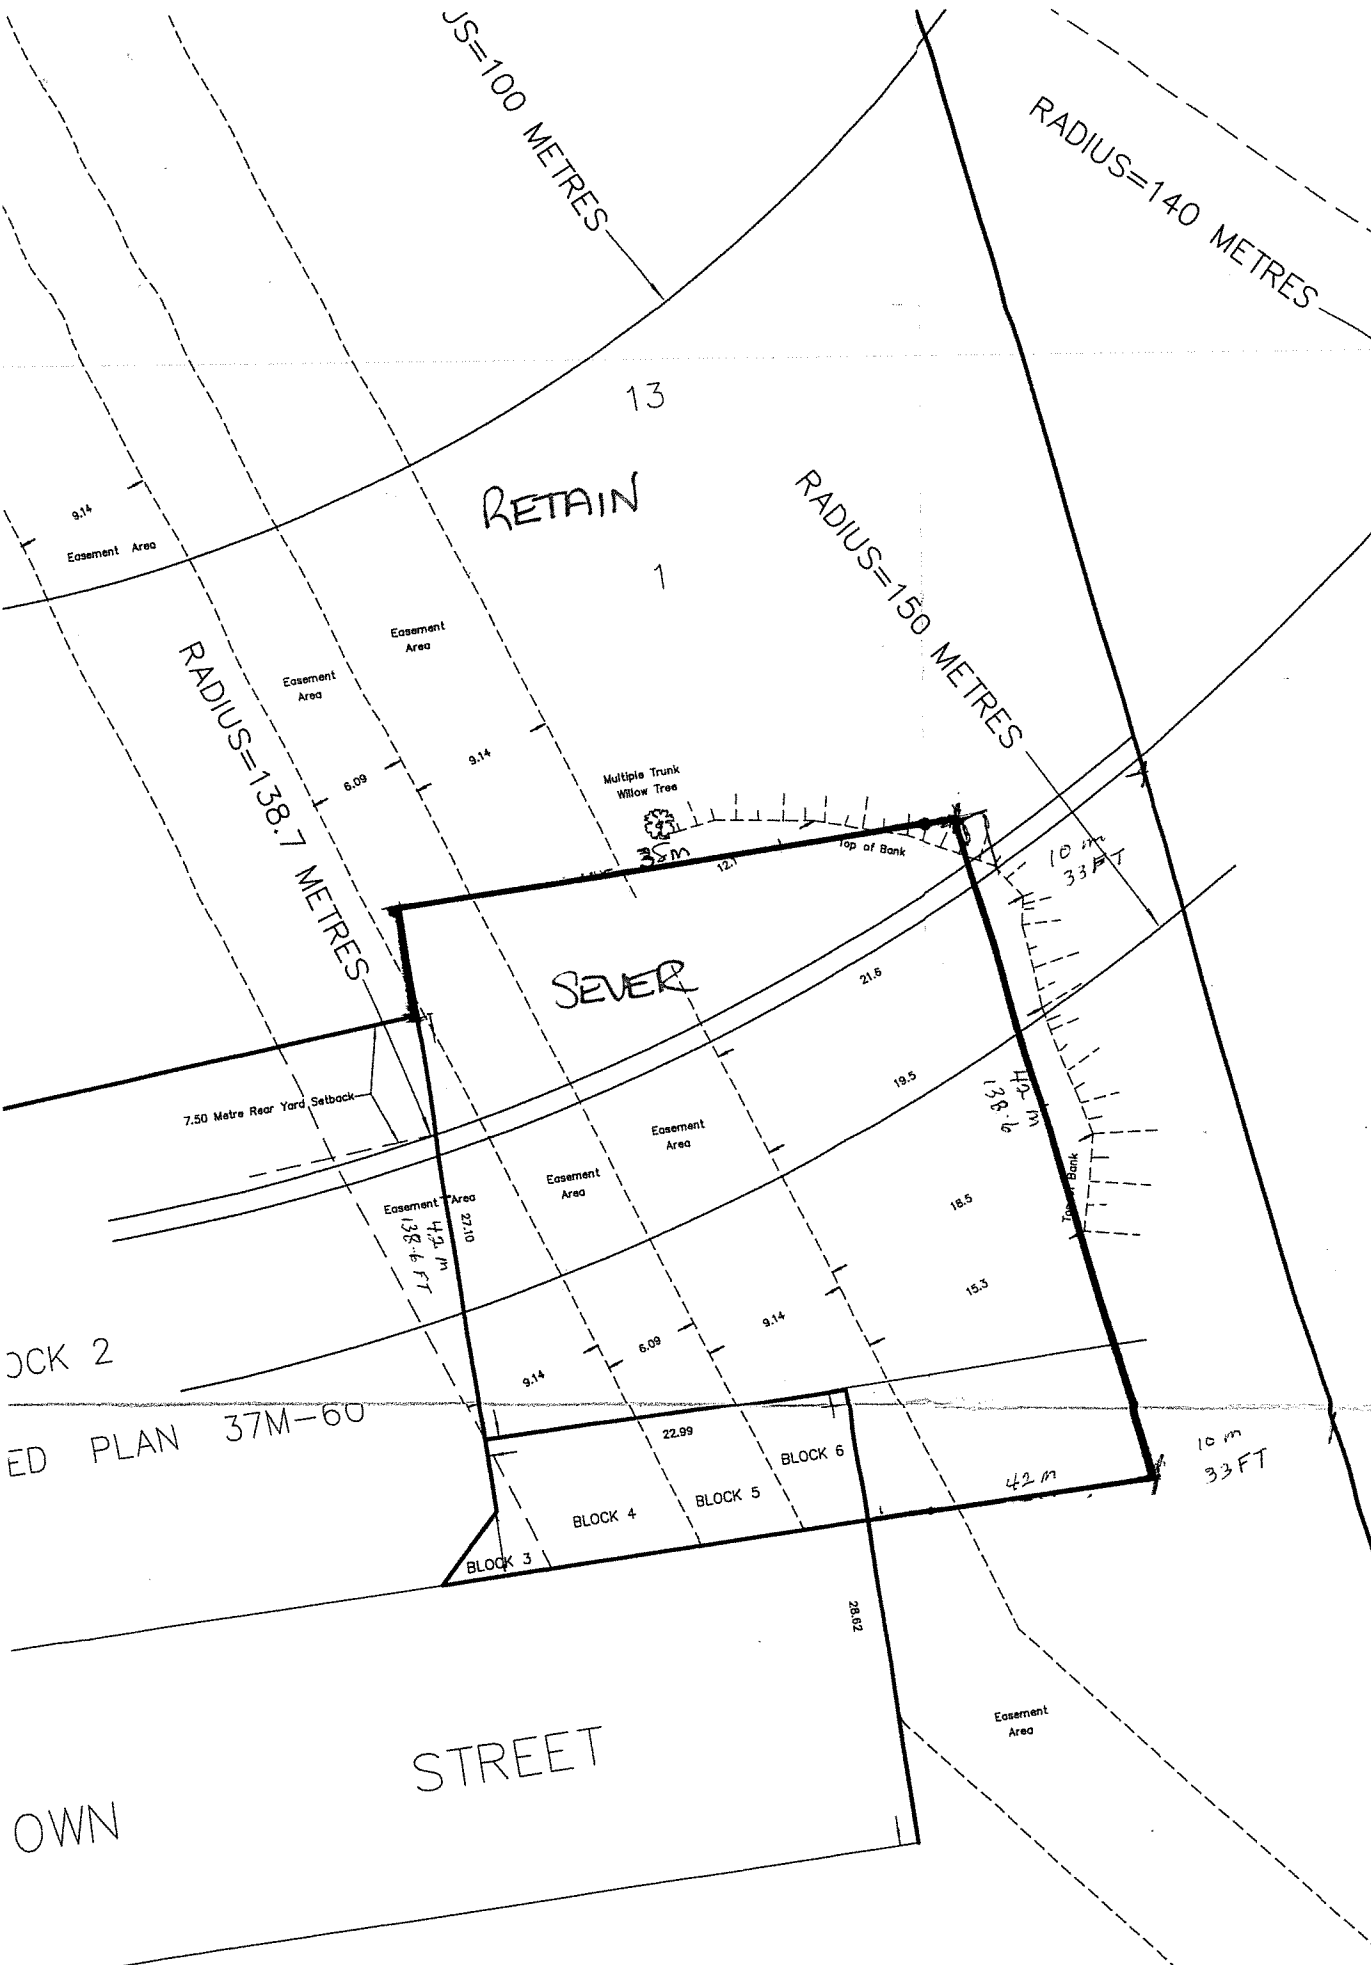 US=100 METRES
RADIUS=140 METRES
13
RETAIN
1
RADIUS=150 METRES
9.14
Easement Area
Easement
Area
Easement
Area
RADIUS=138.7 METRES
6.09
9.14
Multiple Trunk
Willow Tree
12.1
Top of Bank
10 m
33 FT
SEVER
21.6
7.50 Metre Rear Yard Setback
19.5
42 m
138.6
Easement
Area
Easement
Area
Easement Area
27.10
42 m
138.6 FT
18.5
Top of Bank
15.3
9.14
6.09
9.14
OCK 2
ED PLAN 37M-60
22.99
BLOCK 6
BLOCK 5
BLOCK 4
BLOCK 3
42 m
10 m
33 FT
28.62
Easement
Area
STREET
OWN